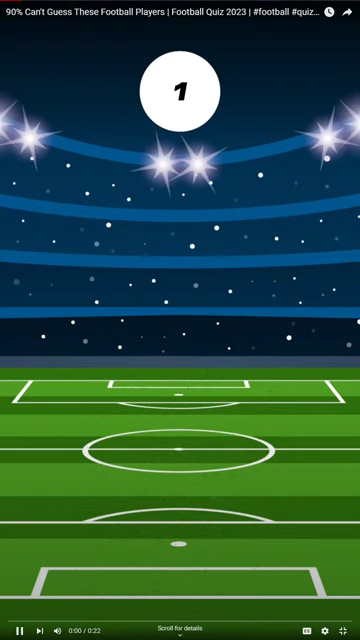 90% Can't Guess These Football Players | Football Quiz 2023 | #football #quiz...
1
0:00 / 0:22
Scroll for details
CC